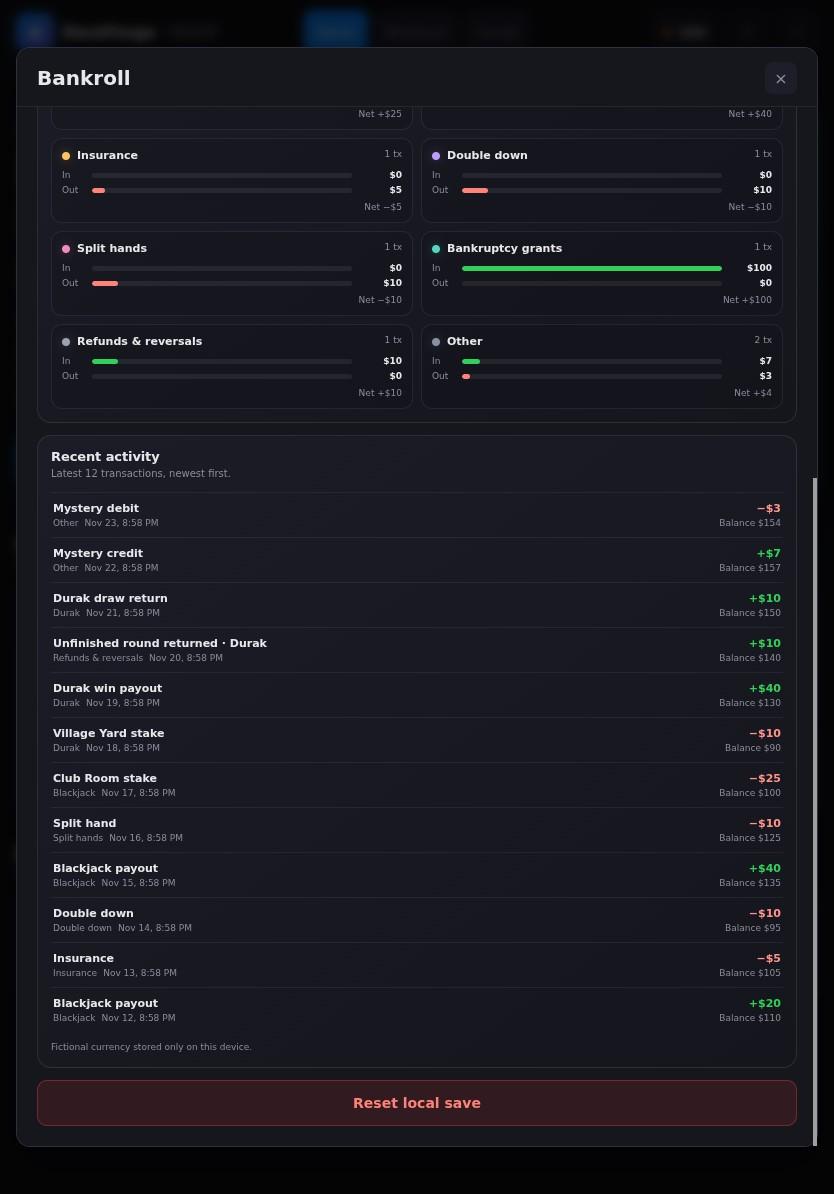 Bankroll
×
Net +$25
Net +$40
Insurance 1 tx
In $0
Out $5
Net −$5
Double down 1 tx
In $0
Out $10
Net −$10
Split hands 1 tx
In $0
Out $10
Net −$10
Bankruptcy grants 1 tx
In $100
Out $0
Net +$100
Refunds & reversals 1 tx
In $10
Out $0
Net +$10
Other 2 tx
In $7
Out $3
Net +$4
Recent activity
Latest 12 transactions, newest first.
Mystery debit −$3
Other Nov 23, 8:58 PM Balance $154
Mystery credit +$7
Other Nov 22, 8:58 PM Balance $157
Durak draw return +$10
Durak Nov 21, 8:58 PM Balance $150
Unfinished round returned · Durak +$10
Refunds & reversals Nov 20, 8:58 PM Balance $140
Durak win payout +$40
Durak Nov 19, 8:58 PM Balance $130
Village Yard stake −$10
Durak Nov 18, 8:58 PM Balance $90
Club Room stake −$25
Blackjack Nov 17, 8:58 PM Balance $100
Split hand −$10
Split hands Nov 16, 8:58 PM Balance $125
Blackjack payout +$40
Blackjack Nov 15, 8:58 PM Balance $135
Double down −$10
Double down Nov 14, 8:58 PM Balance $95
Insurance −$5
Insurance Nov 13, 8:58 PM Balance $105
Blackjack payout +$20
Blackjack Nov 12, 8:58 PM Balance $110
Fictional currency stored only on this device.
Reset local save